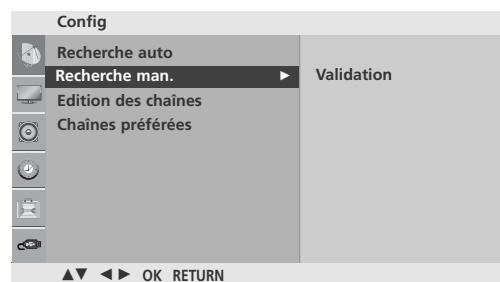 Config
Recherche auto
Recherche man. ► Validation
Edition des chaînes
Chaînes préférées
▲▼ ◄► OK RETURN